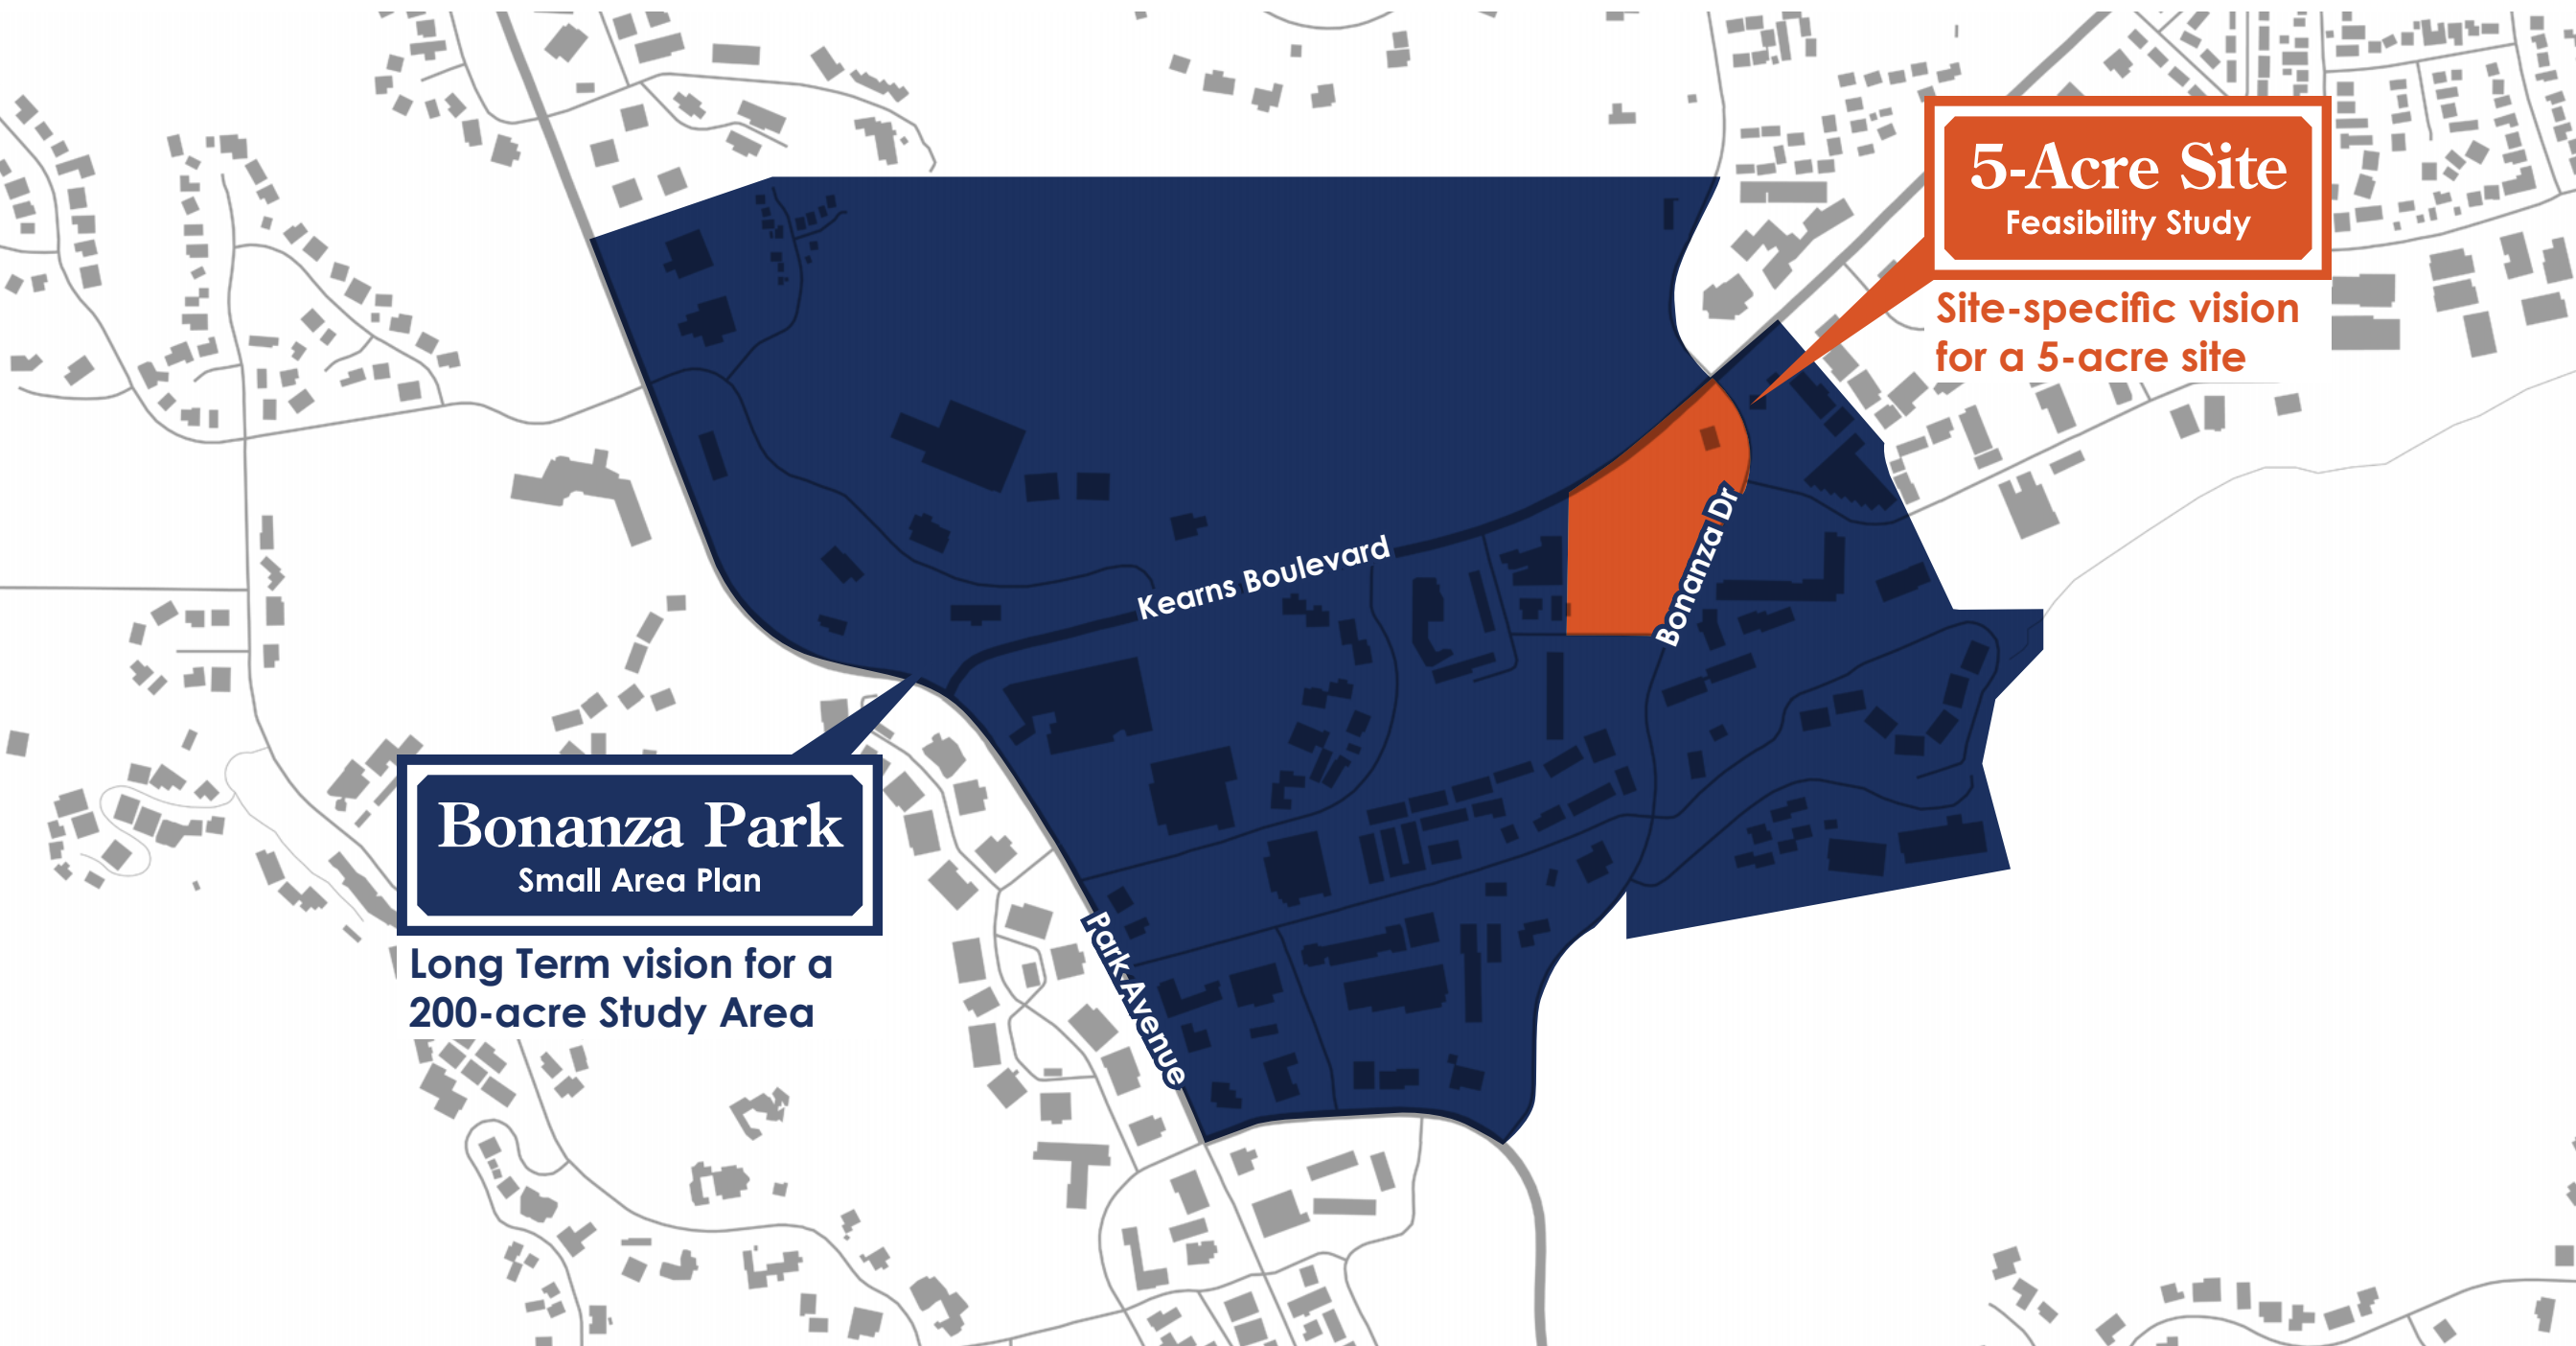 5-Acre Site
Feasibility Study
Site-specific vision
for a 5-acre site
Kearns Boulevard
Bonanza Dr
Bonanza Park
Small Area Plan
Long Term vision for a
200-acre Study Area
Park Avenue